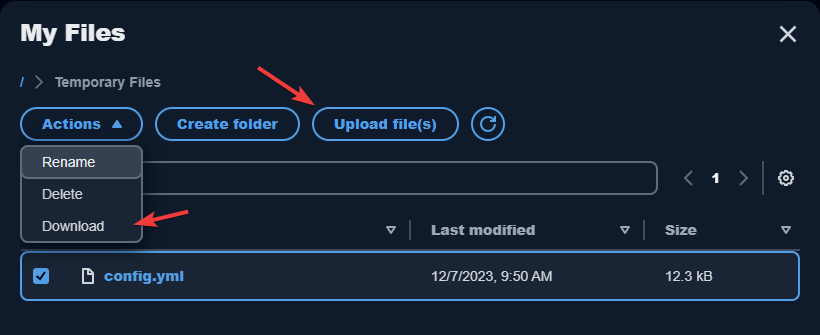 My Files
/ > Temporary Files
Actions Create folder Upload file(s)
Rename
1
Delete
Download
Last modified Size
config.yml 12/7/2023, 9:50 AM 12.3 kB